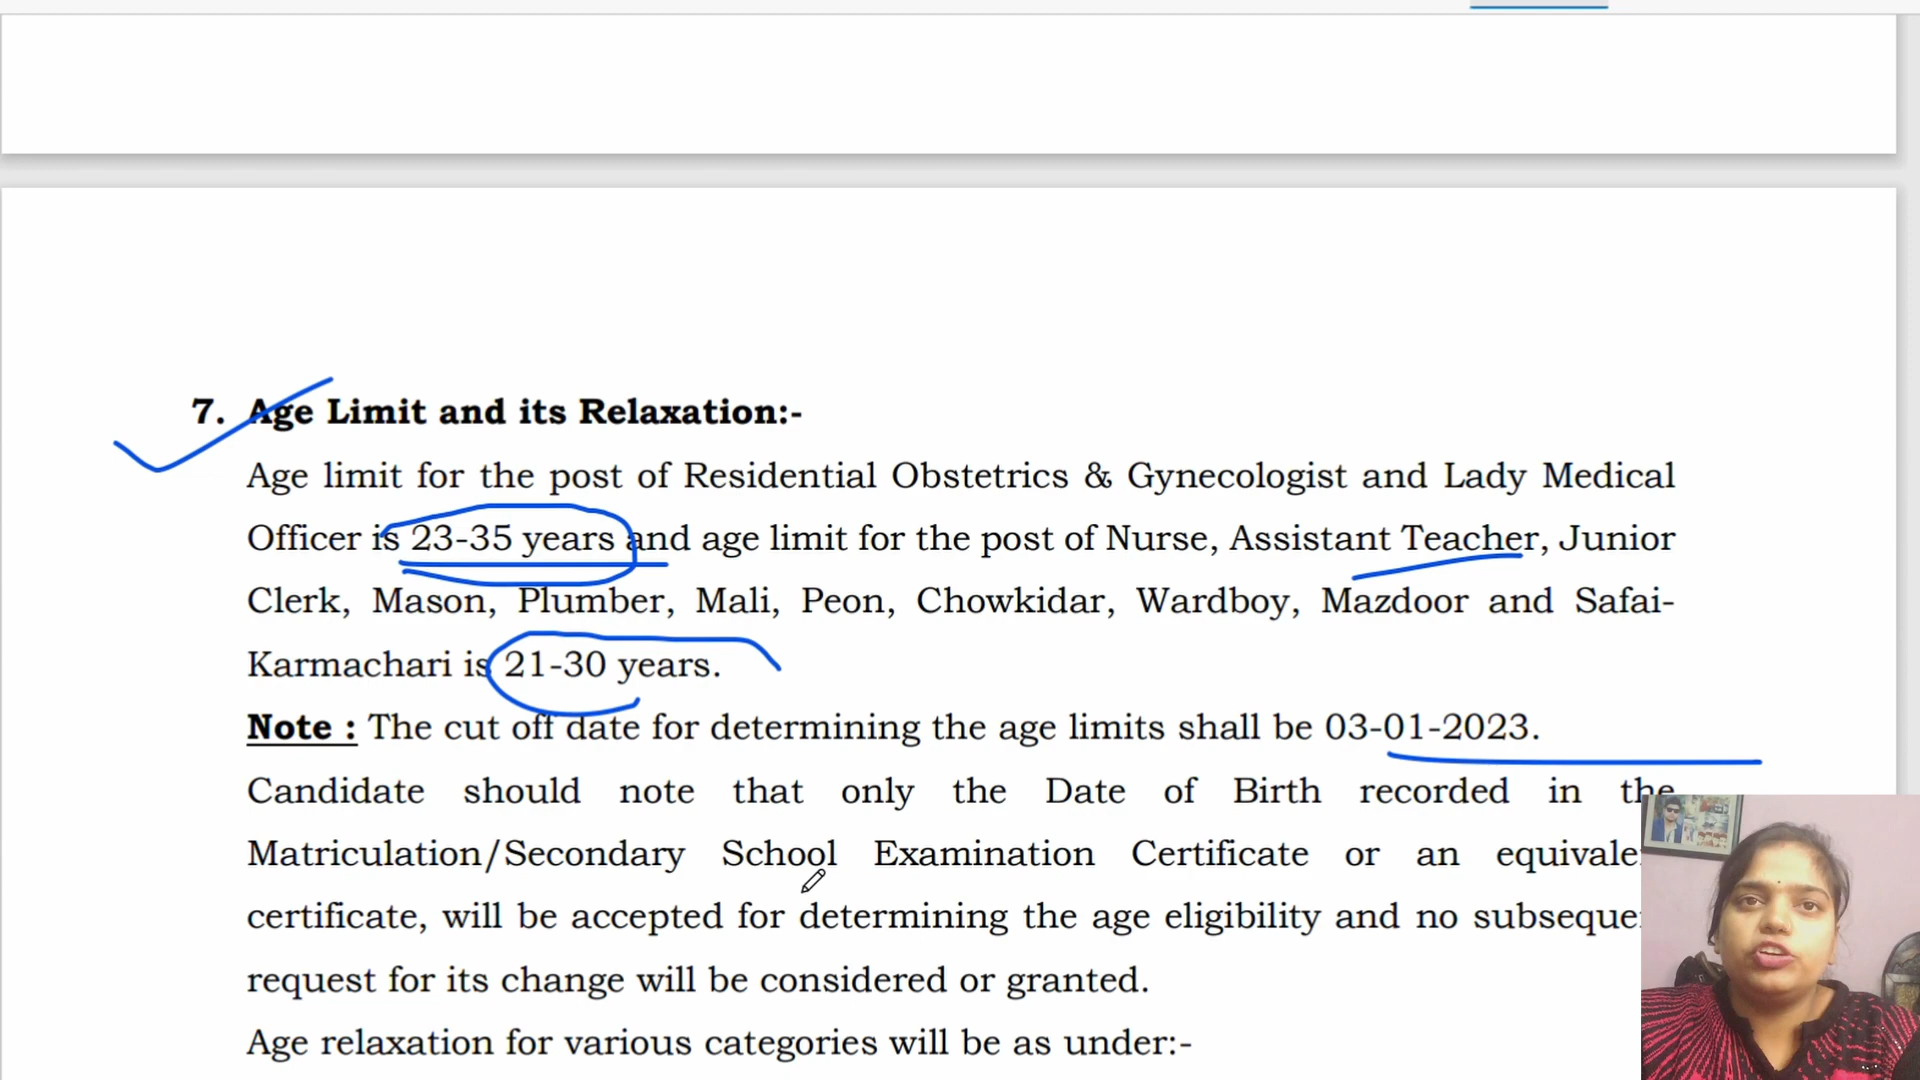 7. Age Limit and its Relaxation:-
Age limit for the post of Residential Obstetrics & Gynecologist and Lady Medical
Officer is 23-35 years and age limit for the post of Nurse, Assistant Teacher, Junior
Clerk, Mason, Plumber, Mali, Peon, Chowkidar, Wardboy, Mazdoor and Safai-
Karmachari is 21-30 years.
Note : The cut off date for determining the age limits shall be 03-01-2023.
Candidate should note that only the Date of Birth recorded in the
Matriculation/Secondary School Examination Certificate or an
certificate, will be accepted for determining the age eligibility and no
request for its change will be considered or granted.
Age relaxation for various categories will be as under:-